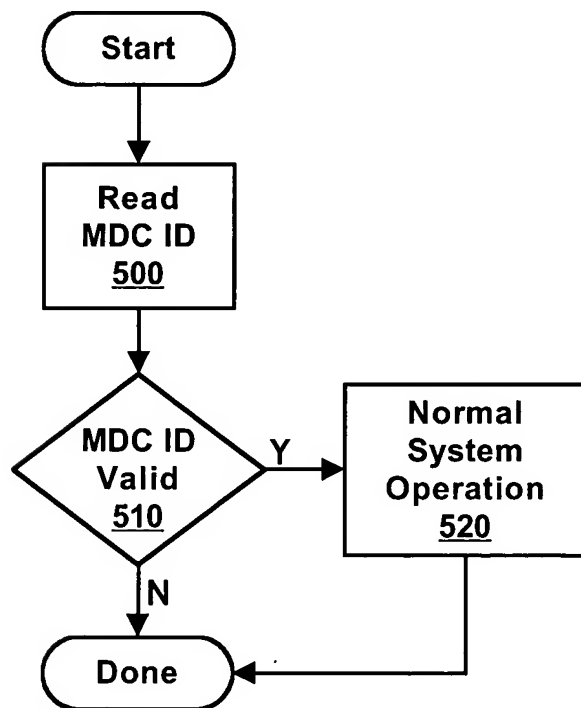 Start
Read
MDC ID
500
MDC ID
Valid
510
Y
N
Normal
System
Operation
520
Done